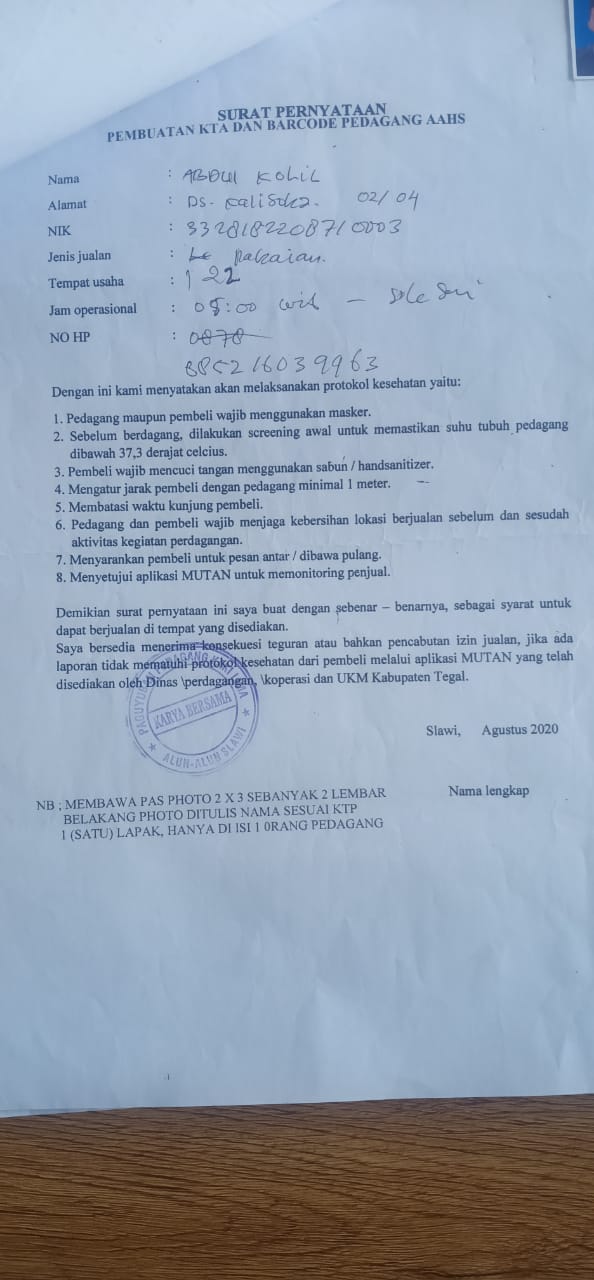 SURAT PERNYATAAN
PEMBUATAN KTA DAN BARCODE PEDAGANG AAHS
Nama : ABDUL KOHIL
Alamat : DS. 02/04
NIK : 3328182208710003
Jenis jualan : Pakaian.
Tempat usaha : 122
Jam operasional : 08:00 wib –
NO HP : 0878
085216039963
Dengan ini kami menyatakan akan melaksanakan protokol kesehatan yaitu:
1. Pedagang maupun pembeli wajib menggunakan masker.
2. Sebelum berdagang, dilakukan screening awal untuk memastikan suhu tubuh pedagang
dibawah 37,3 derajat celcius.
3. Pembeli wajib mencuci tangan menggunakan sabun / handsanitizer.
4. Mengatur jarak pembeli dengan pedagang minimal 1 meter.
5. Membatasi waktu kunjung pembeli.
6. Pedagang dan pembeli wajib menjaga kebersihan lokasi berjualan sebelum dan sesudah
aktivitas kegiatan perdagangan.
7. Menyarankan pembeli untuk pesan antar / dibawa pulang.
8. Menyetujui aplikasi MUTAN untuk memonitoring penjual.
Demikian surat pernyataan ini saya buat dengan sebenar – benarnya, sebagai syarat untuk
dapat berjualan di tempat yang disediakan.
Saya bersedia menerima konsekuesi teguran atau bahkan pencabutan izin jualan, jika ada
laporan tidak mematuhi protokol kesehatan dari pembeli melalui aplikasi MUTAN yang telah
disediakan oleh Dinas \perdagangan, \koperasi dan UKM Kabupaten Tegal.
KARYA BERSAMA
ALUN-ALUN SLAWI
Slawi, Agustus 2020
Nama lengkap
NB ; MEMBAWA PAS PHOTO 2 X 3 SEBANYAK 2 LEMBAR
BELAKANG PHOTO DITULIS NAMA SESUAI KTP
1 (SATU) LAPAK, HANYA DI ISI 1 0RANG PEDAGANG